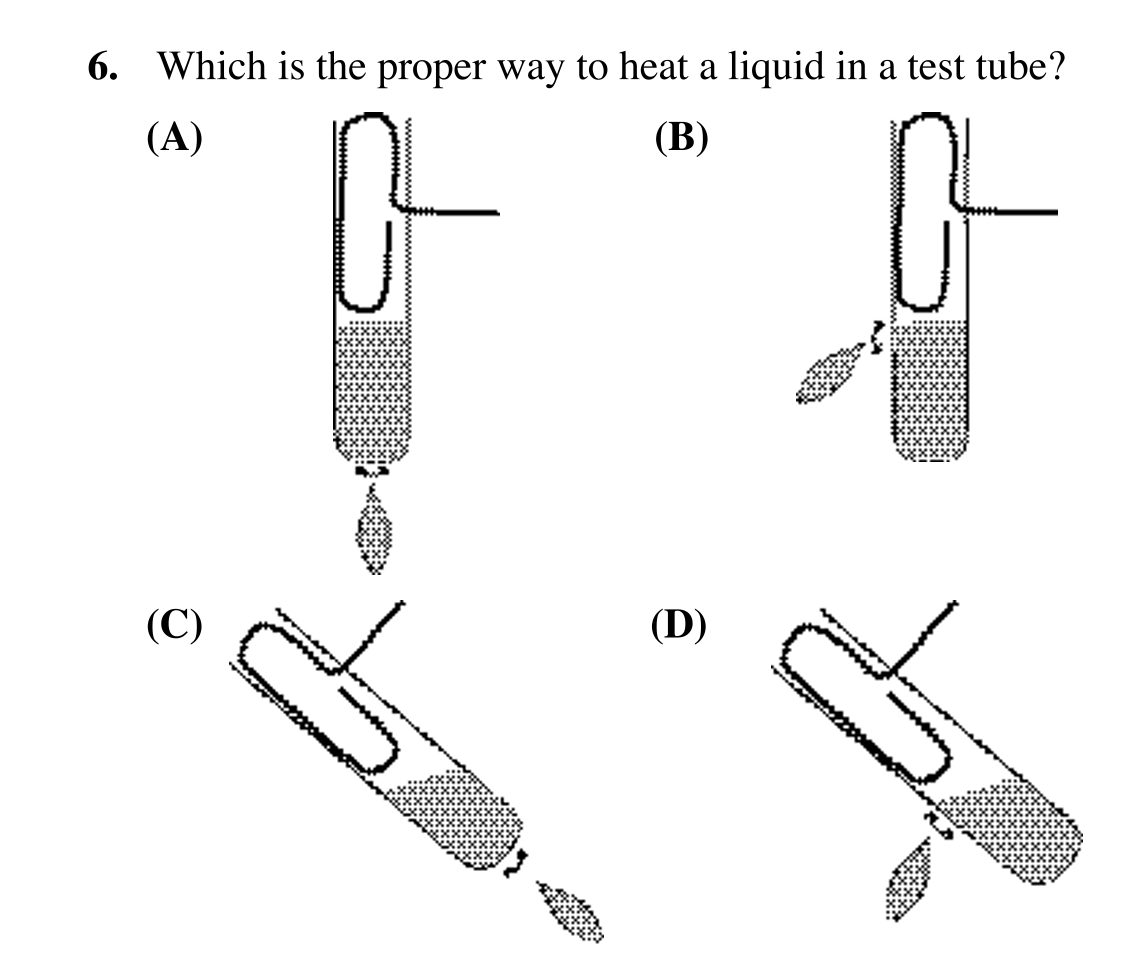 6. Which is the proper way to heat a liquid in a test tube?
(A) (B)
(C) (D)